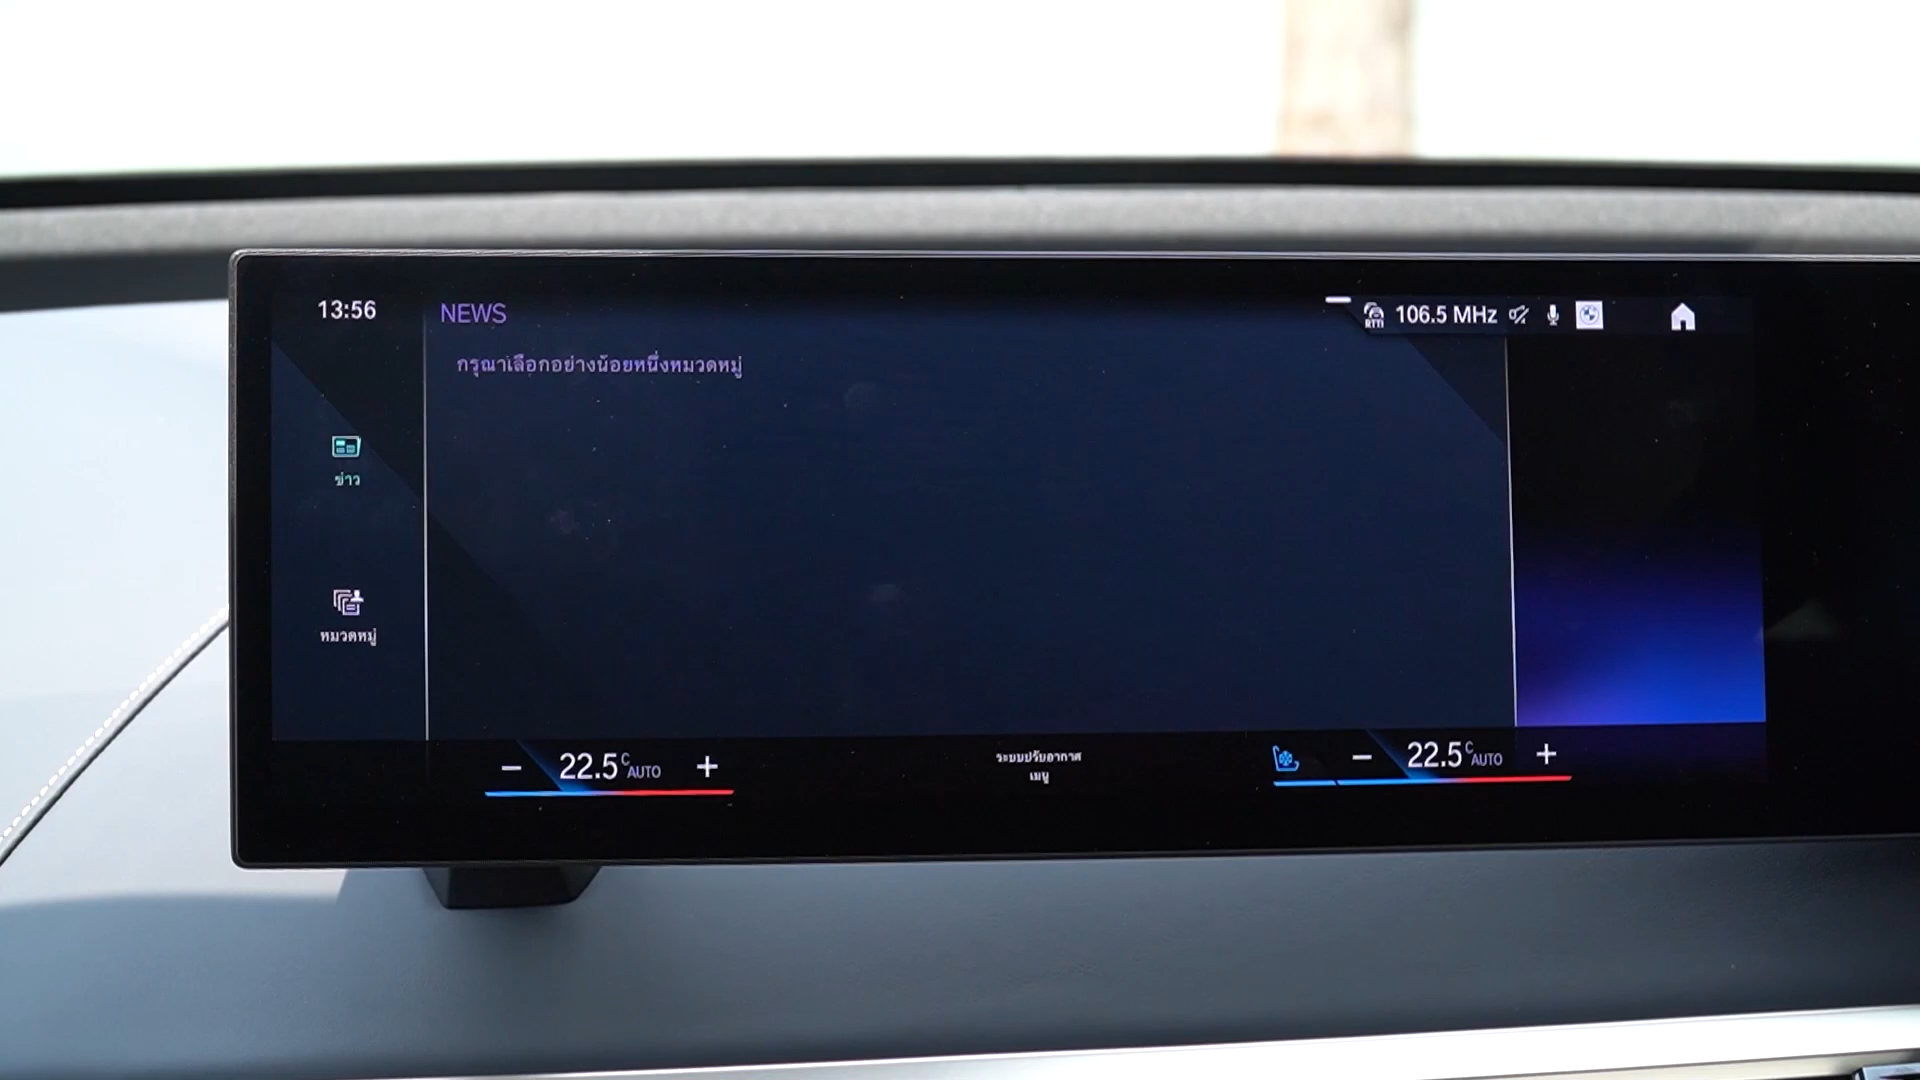 13:56
NEWS
RTTI 106.5 MHz
กรุณาเลือกอย่างน้อยหนึ่งหมวดหมู่
ข่าว
หมวดหมู่
− 22.5 C AUTO +
ระบบปรับอากาศ
เมนู
− 22.5 C AUTO +